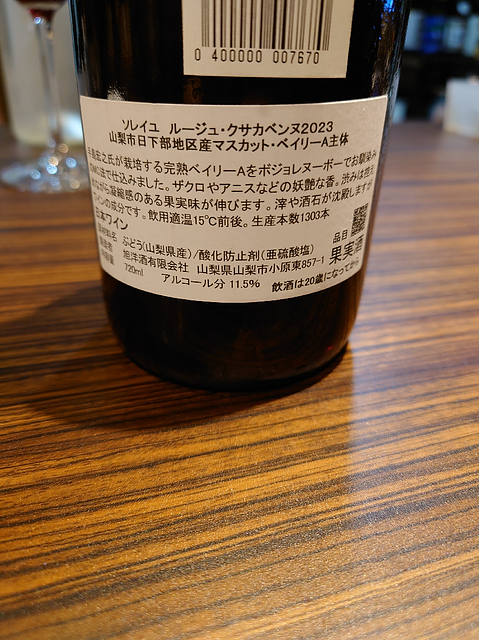 0 400000 007670
ソレイユ ルージュ・クサカベンヌ2023
山梨市日下部地区産マスカット・ベイリーA主体
氏が栽培する完熟ベイリーAをボジョレヌーボーでお馴染み
法で仕込みました。ザクロやアニスなどの妖艶な香。渋みは控え
ながら凝縮感のある果実味が伸びます。滓や酒石が沈殿しますが
ンの成分です。飲用適温15℃前後。生産本数1303本
日本ワイン
品目 果実酒
ぶどう(山梨県産)/酸化防止剤(亜硫酸塩)
旭洋酒有限会社 山梨県山梨市小原東857-1
720ml
アルコール分 11.5% 飲酒は20歳になってから